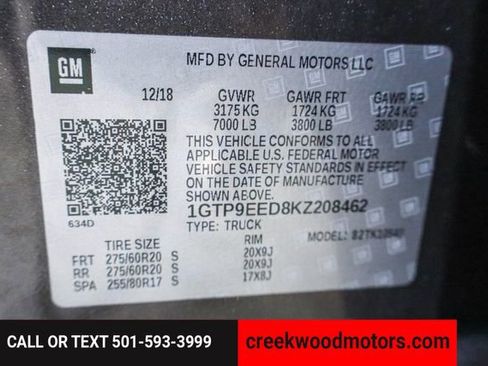 GM
MFD BY GENERAL MOTORS LLC
12/18 GVWR GAWR FRT GAWR RR
3175 KG 1724 KG 1724 KG
7000 LB 3800 LB 3800 LB
THIS VEHICLE CONFORMS TO ALL
APPLICABLE U.S. FEDERAL MOTOR
VEHICLE SAFETY STANDARDS IN EFFECT
ON THE DATE OF MANUFACTURE
SHOWN ABOVE.
1GTP9EED8KZ208462
634D TYPE: TRUCK MODEL:
TIRE SIZE RIM
FRT 275/60R20 S 20X9J
RR 275/60R20 S 20X9J
SPA 255/80R17 S 17X8J
CALL OR TEXT 501-593-3999
creekwoodmotors.com